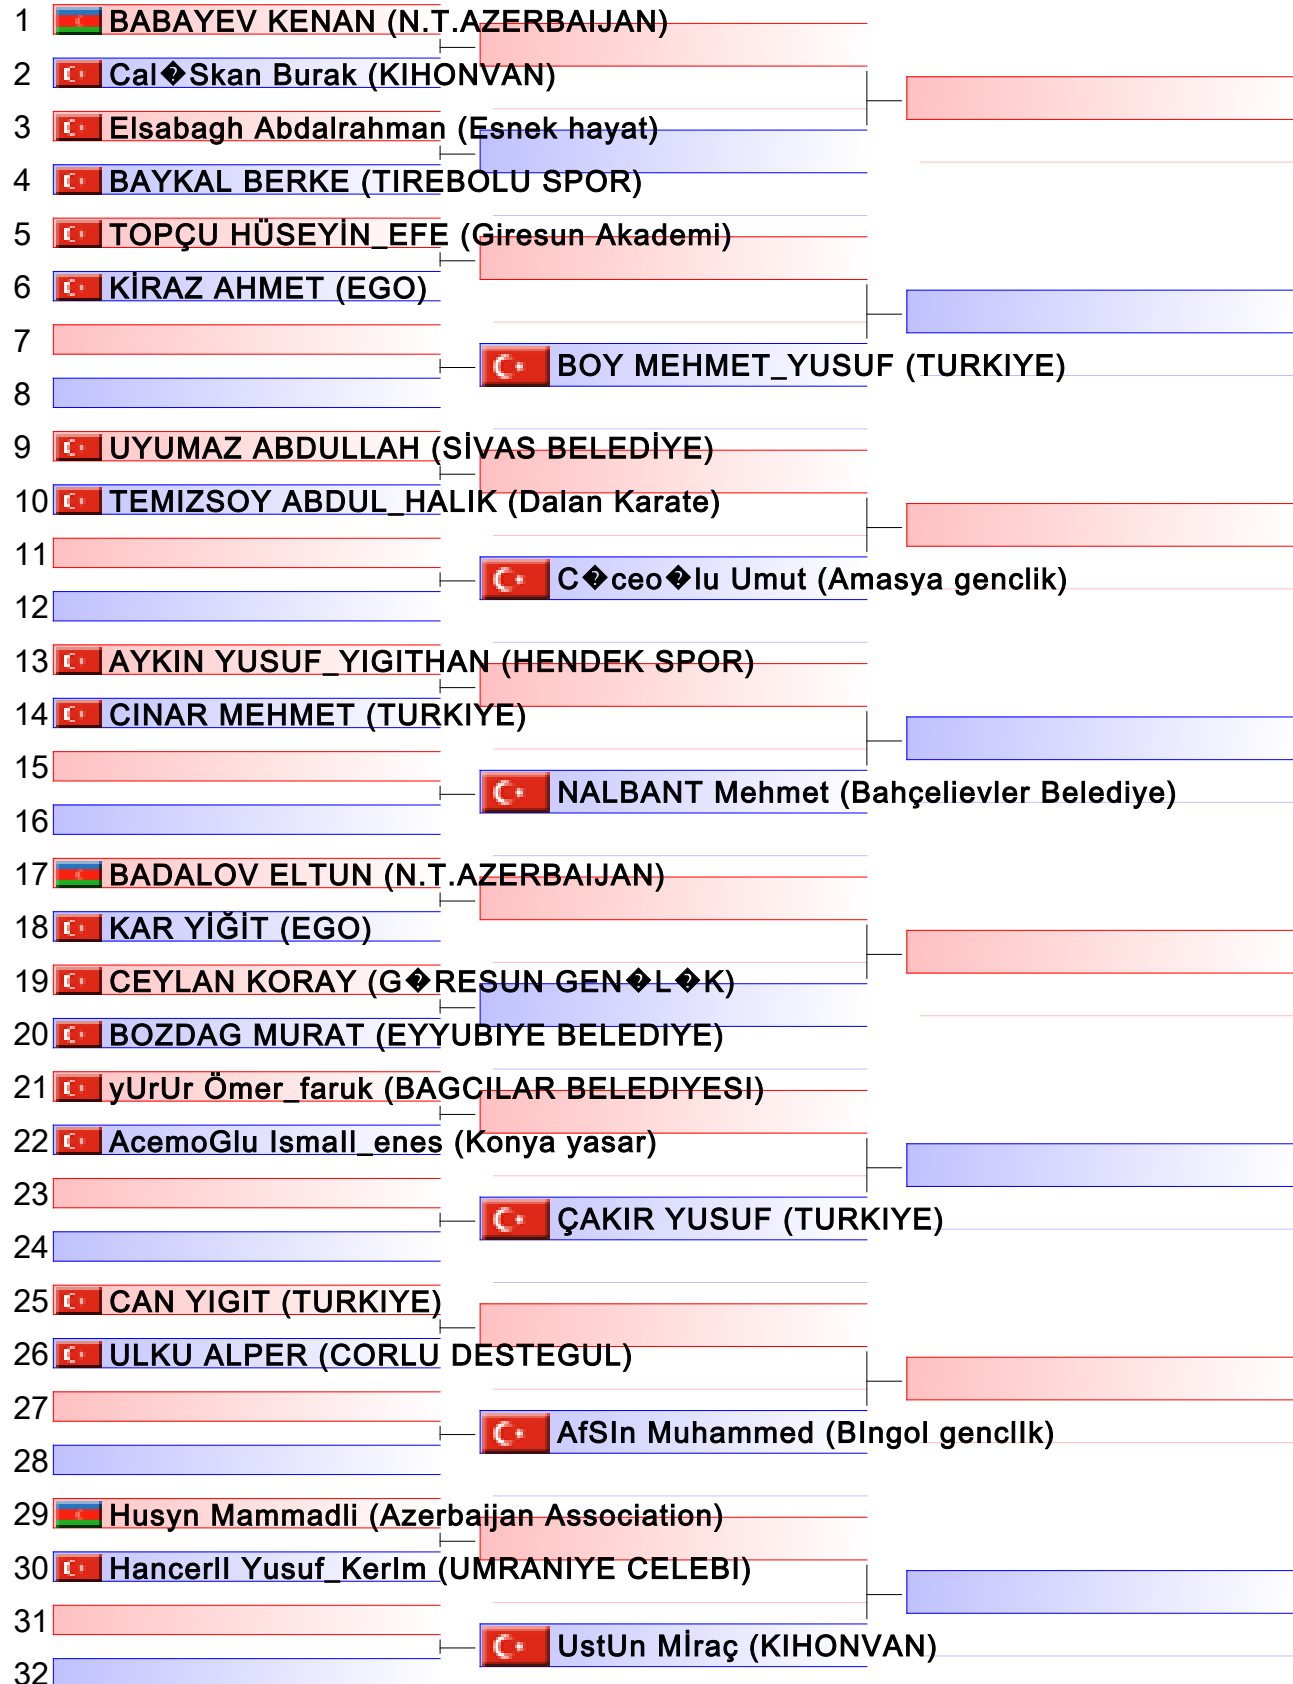 1 BABAYEV KENAN (N.T.AZERBAIJAN)
2 Cal�Skan Burak (KIHONVAN)
3 Elsabagh Abdalrahman (Esnek hayat)
4 BAYKAL BERKE (TIREBOLU SPOR)
5 TOPÇU HÜSEYİN_EFE (Giresun Akademi)
6 KİRAZ AHMET (EGO)
7
BOY MEHMET_YUSUF (TURKIYE)
8
9 UYUMAZ ABDULLAH (SİVAS BELEDİYE)
10 TEMIZSOY ABDUL_HALIK (Dalan Karate)
11
C�ceo�lu Umut (Amasya genclik)
12
13 AYKIN YUSUF_YIGITHAN (HENDEK SPOR)
14 CINAR MEHMET (TURKIYE)
15
NALBANT Mehmet (Bahçelievler Belediye)
16
17 BADALOV ELTUN (N.T.AZERBAIJAN)
18 KAR YİĞİT (EGO)
19 CEYLAN KORAY (G�RESUN GEN�L�K)
20 BOZDAG MURAT (EYYUBIYE BELEDIYE)
21 yUrUr Ömer_faruk (BAGCILAR BELEDIYESI)
22 AcemoGlu IsmaIl_enes (Konya yasar)
23
ÇAKIR YUSUF (TURKIYE)
24
25 CAN YIGIT (TURKIYE)
26 ULKU ALPER (CORLU DESTEGUL)
27
AfSIn Muhammed (BIngol genclIk)
28
29 Husyn Mammadli (Azerbaijan Association)
30 HancerlI Yusuf_KerIm (UMRANIYE CELEBI)
31
UstUn Mİraç (KIHONVAN)
32